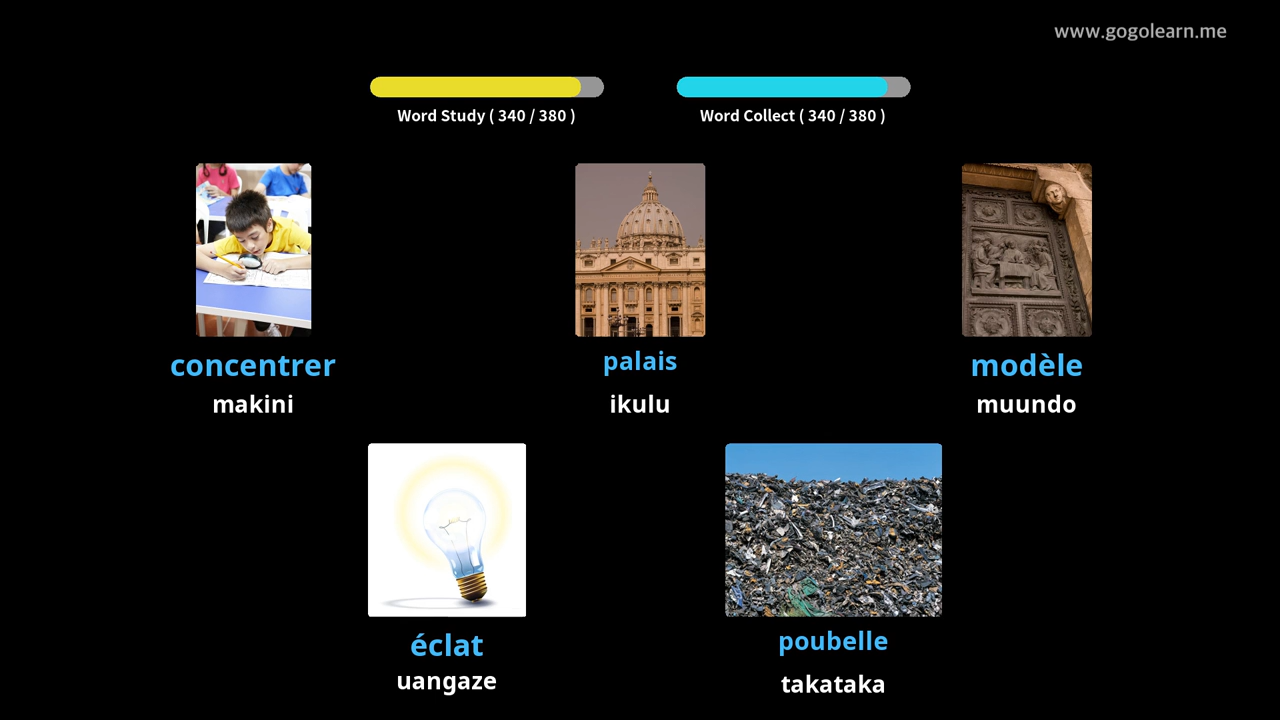 www.gogolearn.me
Word Study ( 340 / 380 )
Word Collect ( 340 / 380 )
concentrer
makini
palais
ikulu
modèle
muundo
éclat
uangaze
poubelle
takataka